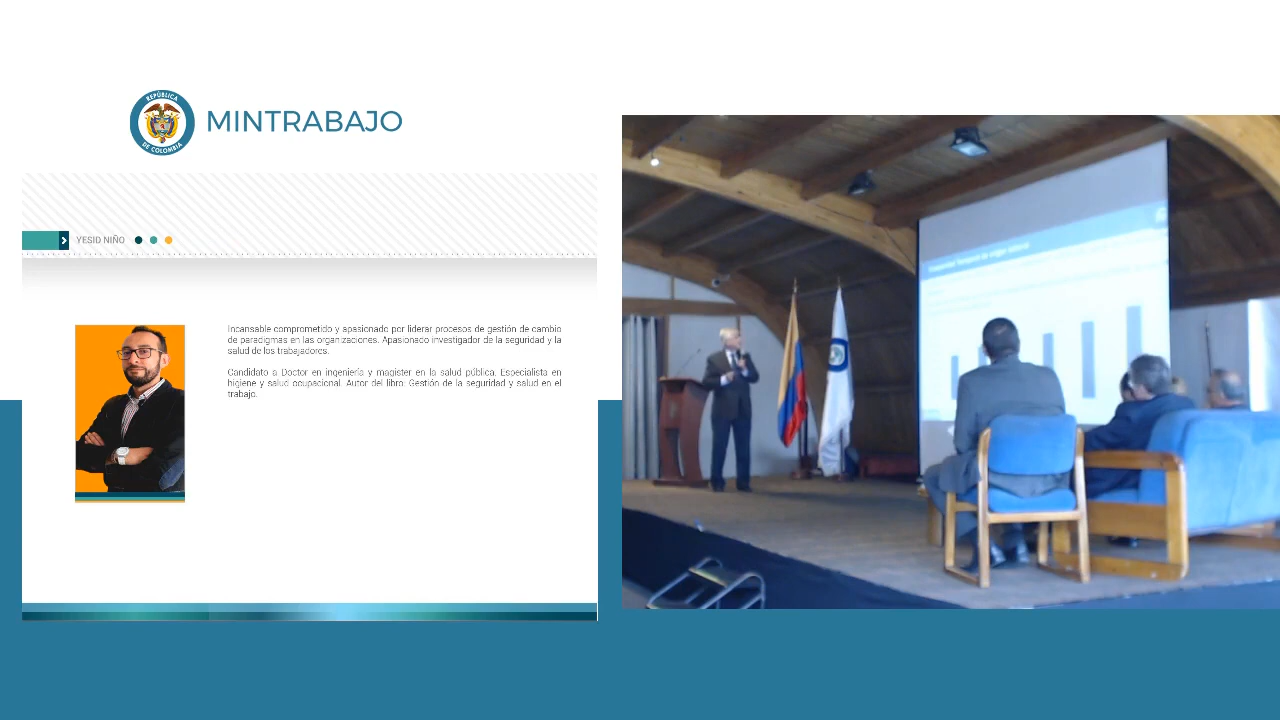 REPÚBLICA
DE COLOMBIA
MINTRABAJO
YESID NIÑO
Incansable comprometido y apasionado por liderar procesos de gestión de cambio
de paradigmas en las organizaciones. Apasionado investigador de la seguridad y la
salud de los trabajadores.
Candidato a Doctor en ingeniería y magister en la salud pública. Especialista en
higiene y salud ocupacional. Autor del libro: Gestión de la seguridad y salud en el
trabajo.